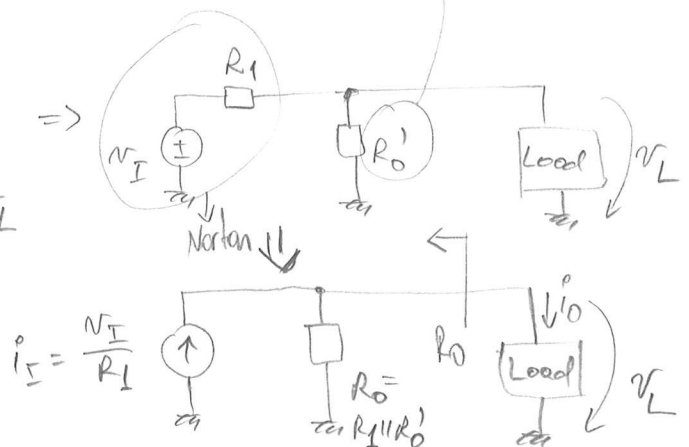 R1
=>
vI
±
R0'
Load
vL
L
Norton
iI = vI / R1
R0 =
R1 || R0'
R0
i0
Load
vL